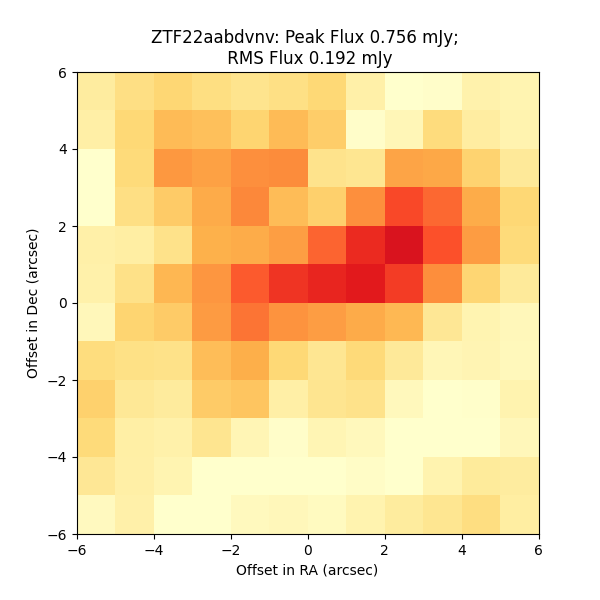 ZTF22aabdvnv: Peak Flux 0.756 mJy;
RMS Flux 0.192 mJy
6
4
2
0
−2
−4
−6
Offset in Dec (arcsec)
−6 −4 −2 0 2 4 6
Offset in RA (arcsec)